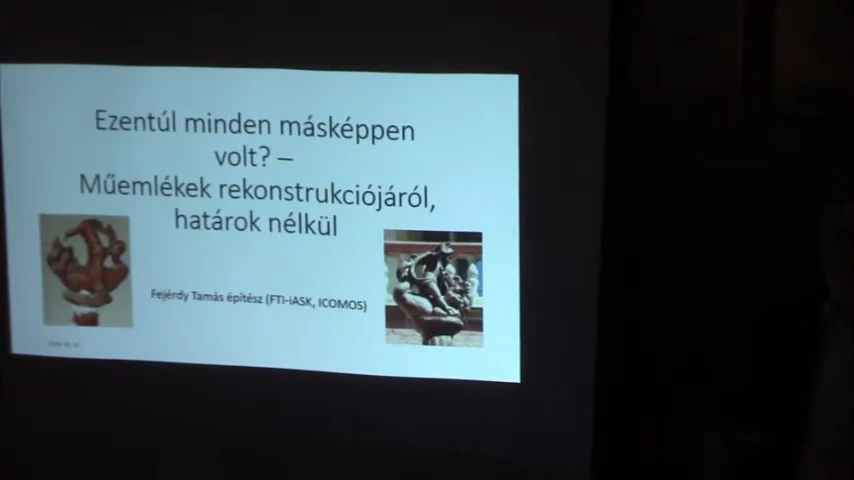 Ezentúl minden másképpen
volt? –
Műemlékek rekonstrukciójáról,
határok nélkül
Fejérdy Tamás építész (FTI-iASK, ICOMOS)